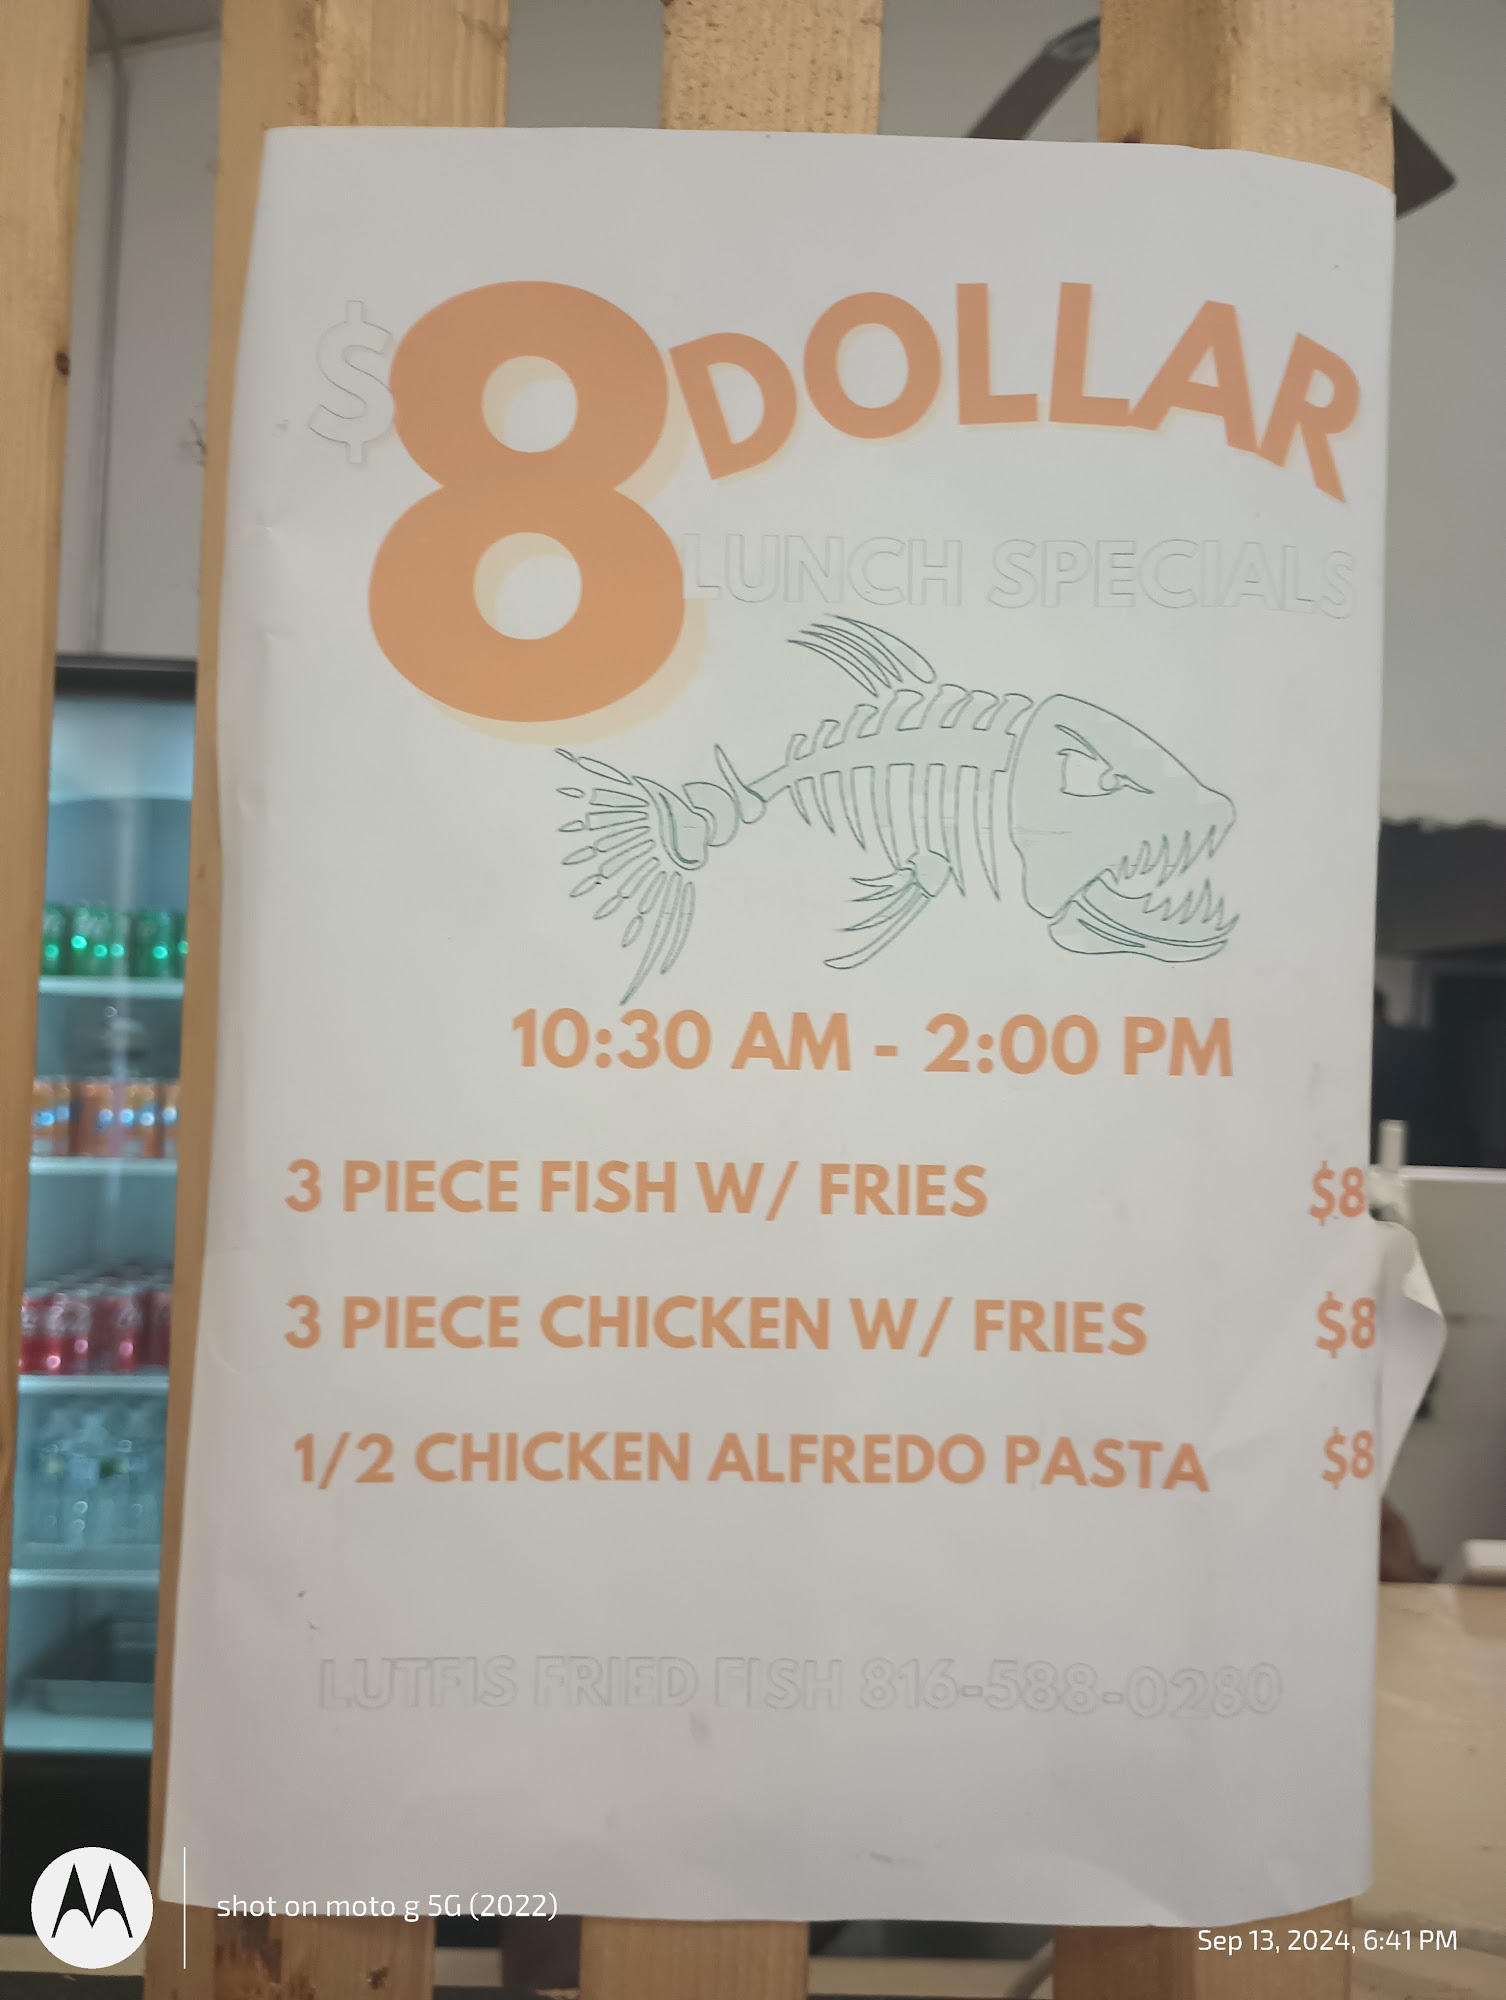 $8 DOLLAR
LUNCH SPECIALS
10:30 AM - 2:00 PM
3 PIECE FISH W/ FRIES $8
3 PIECE CHICKEN W/ FRIES $8
1/2 CHICKEN ALFREDO PASTA $8
LUTFIS FRIED FISH 816-588-0280
shot on moto g 5G (2022)
Sep 13, 2024, 6:41 PM